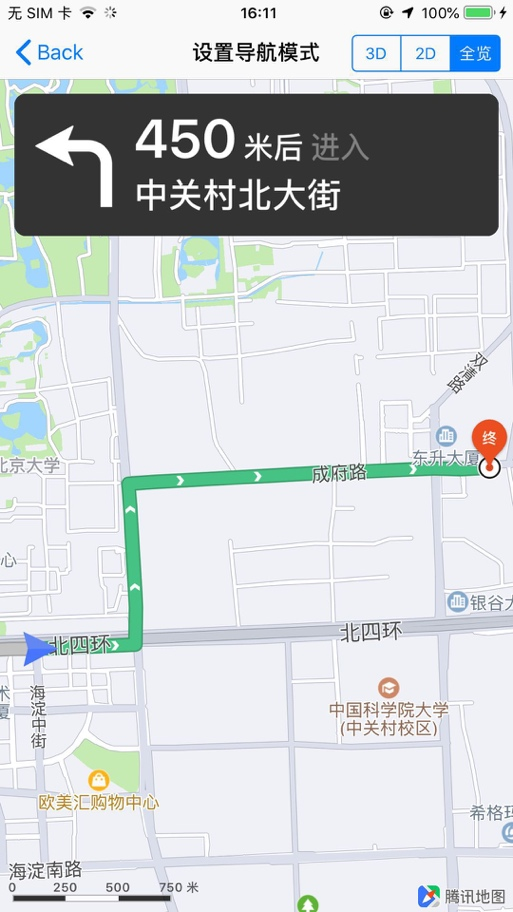 无 SIM 卡 16:11 100%
Back 设置导航模式 3D 2D 全览
450 米后 进入
中关村北大街
双清路
终
东升大厦
北京大学
成府路
心
银谷大
北四环
北四环
海淀中街
术
厦
中国科学院大学
(中关村校区)
欧美汇购物中心
希格玛
海淀南路
0 250 500 750 米
腾讯地图